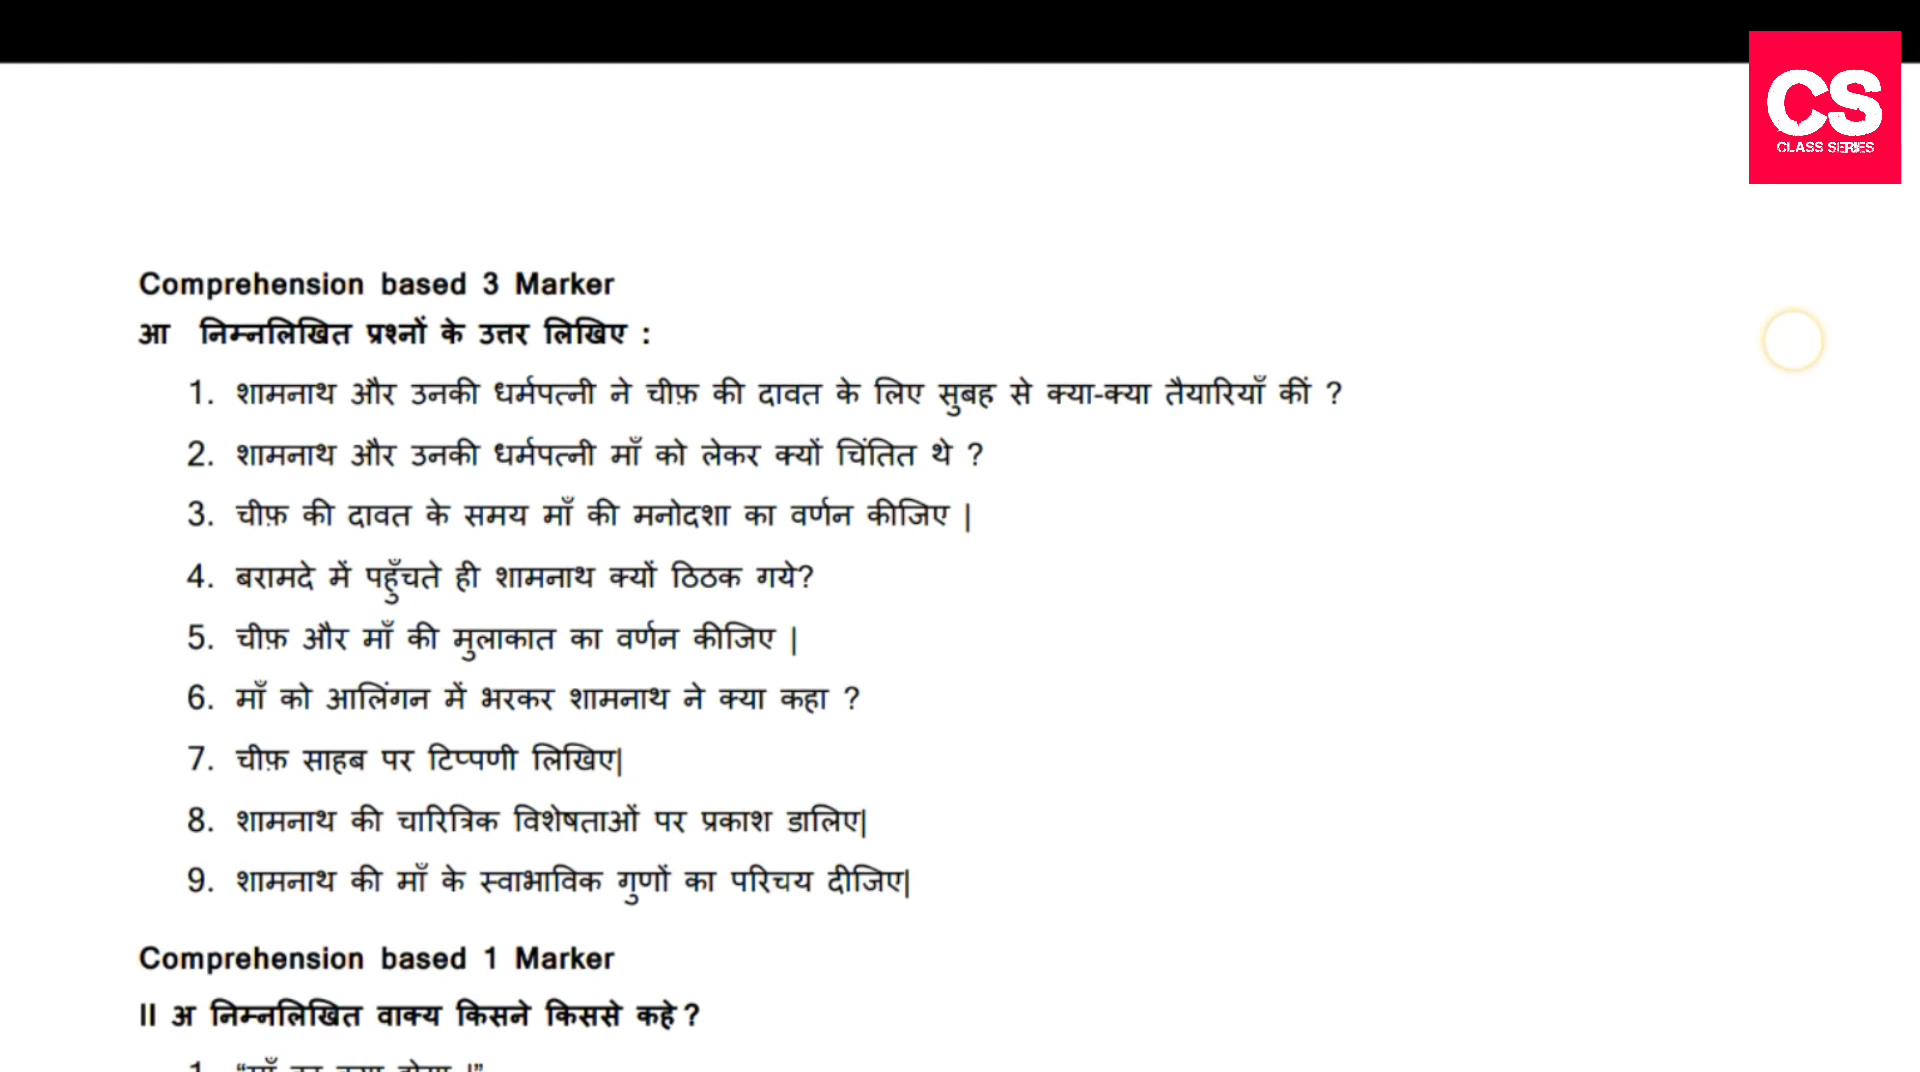 CS
CLASS SERIES
Comprehension based 3 Marker
आ निम्नलिखित प्रश्नों के उत्तर लिखिए :
1. शामनाथ और उनकी धर्मपत्नी ने चीफ़ की दावत के लिए सुबह से क्या-क्या तैयारियाँ कीं ?
2. शामनाथ और उनकी धर्मपत्नी माँ को लेकर क्यों चिंतित थे ?
3. चीफ़ की दावत के समय माँ की मनोदशा का वर्णन कीजिए |
4. बरामदे में पहुँचते ही शामनाथ क्यों ठिठक गये?
5. चीफ़ और माँ की मुलाकात का वर्णन कीजिए |
6. माँ को आलिंगन में भरकर शामनाथ ने क्या कहा ?
7. चीफ़ साहब पर टिप्पणी लिखिए|
8. शामनाथ की चारित्रिक विशेषताओं पर प्रकाश डालिए|
9. शामनाथ की माँ के स्वाभाविक गुणों का परिचय दीजिए|
Comprehension based 1 Marker
II अ निम्नलिखित वाक्य किसने किससे कहे ?